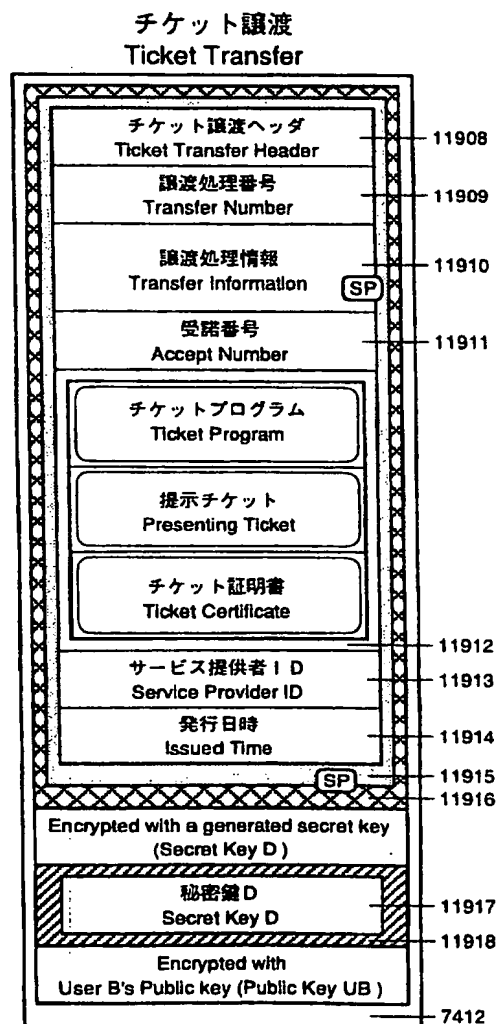 チケット譲渡
Ticket Transfer
チケット譲渡ヘッダ
Ticket Transfer Header
11908
譲渡処理番号
Transfer Number
11909
譲渡処理情報
Transfer Information
11910
SP
受諾番号
Accept Number
11911
チケットプログラム
Ticket Program
提示チケット
Presenting Ticket
チケット証明書
Ticket Certificate
11912
サービス提供者ID
Service Provider ID
11913
発行日時
Issued Time
11914
SP
11915
11916
Encrypted with a generated secret key
(Secret Key D )
秘密鍵D
Secret Key D
11917
11918
Encrypted with
User B's Public key (Public Key UB )
7412